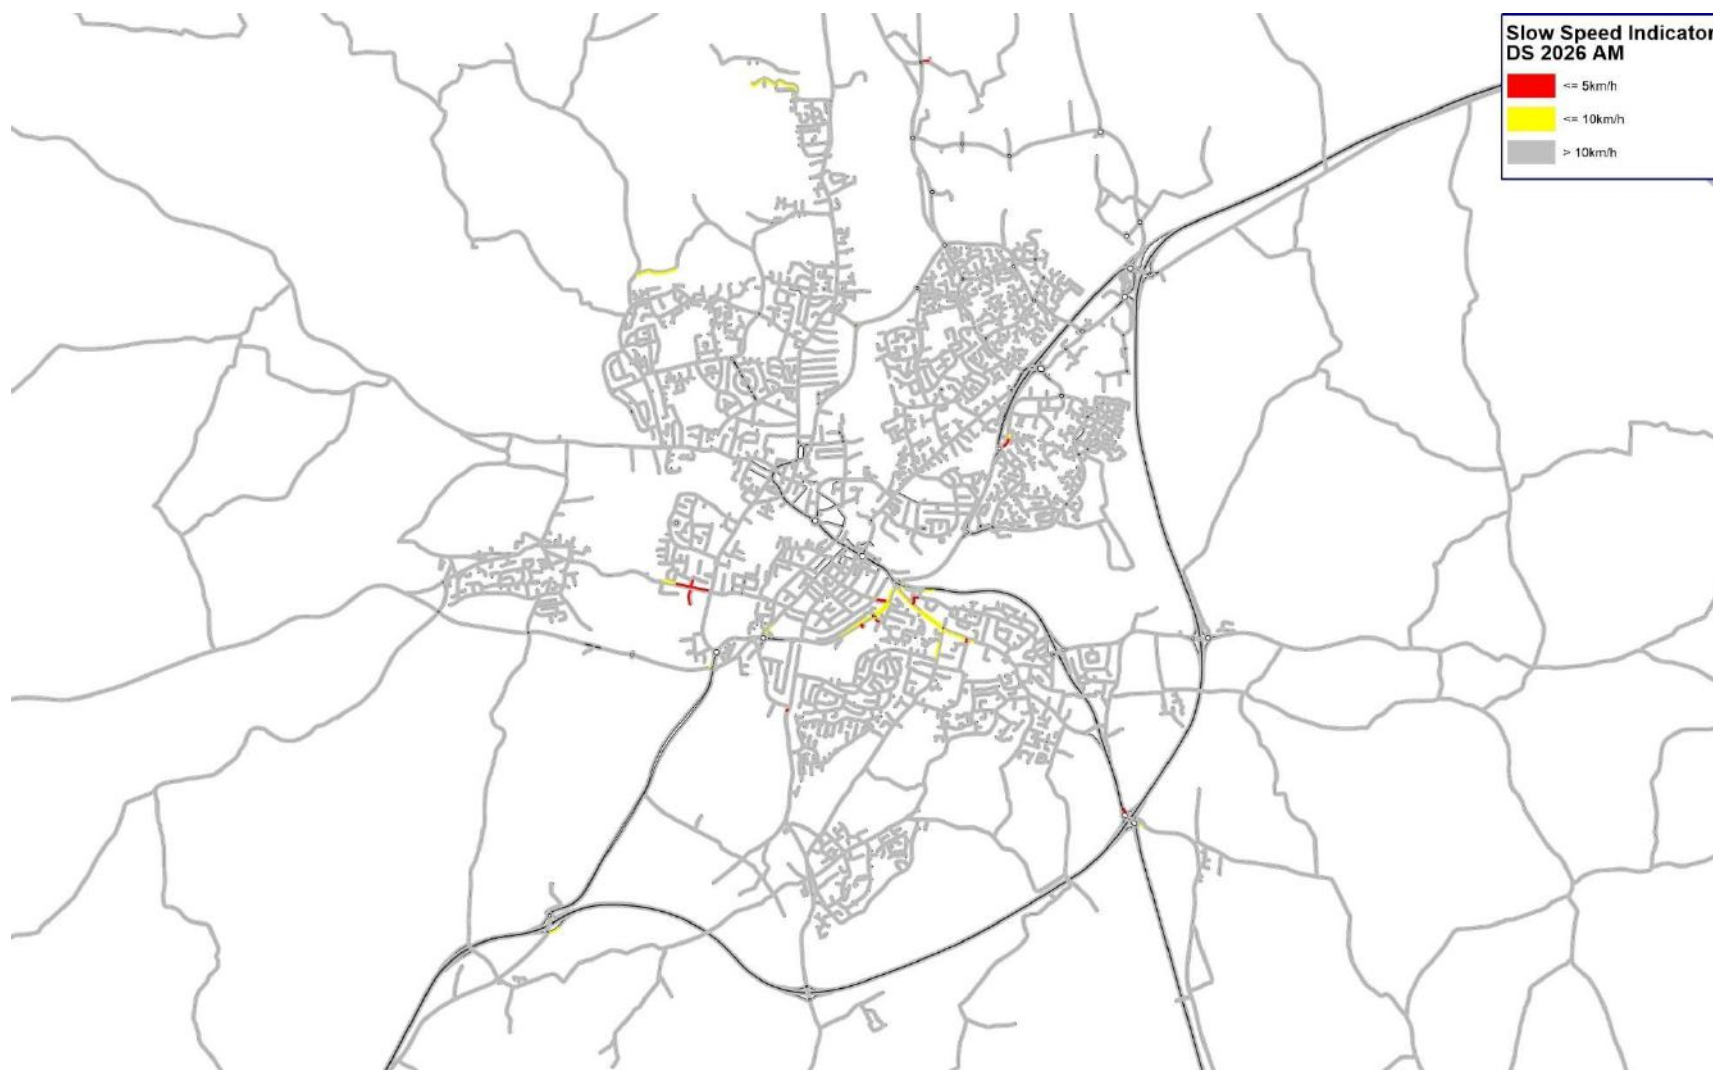 Slow Speed Indicator
DS 2026 AM
<= 5km/h
<= 10km/h
> 10km/h